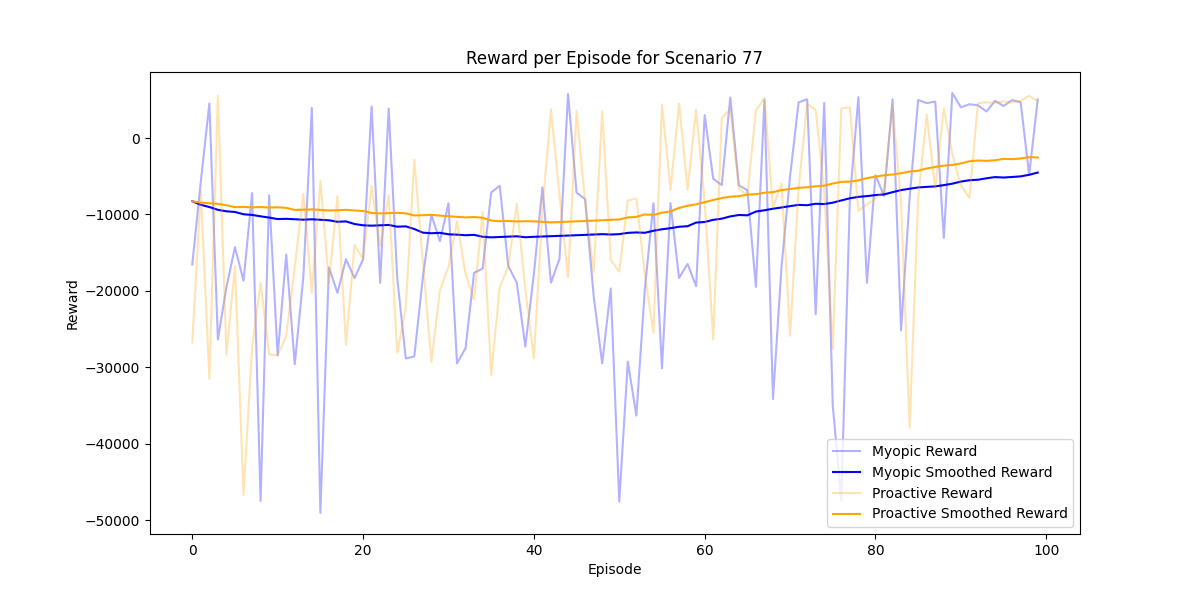 Reward per Episode for Scenario 77
Reward
0
−10000
−20000
−30000
−40000
−50000
Myopic Reward
Myopic Smoothed Reward
Proactive Reward
Proactive Smoothed Reward
0 20 40 60 80 100
Episode